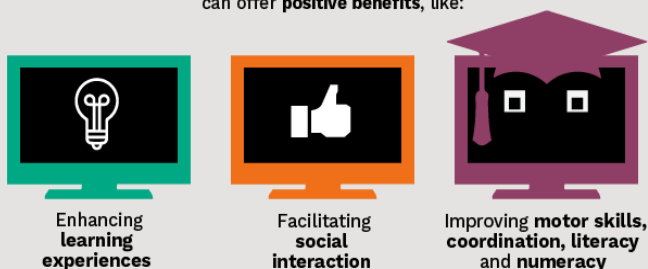 can offer positive benefits, like:
Enhancing
learning
experiences
Facilitating
social
interaction
Improving motor skills,
coordination, literacy
and numeracy